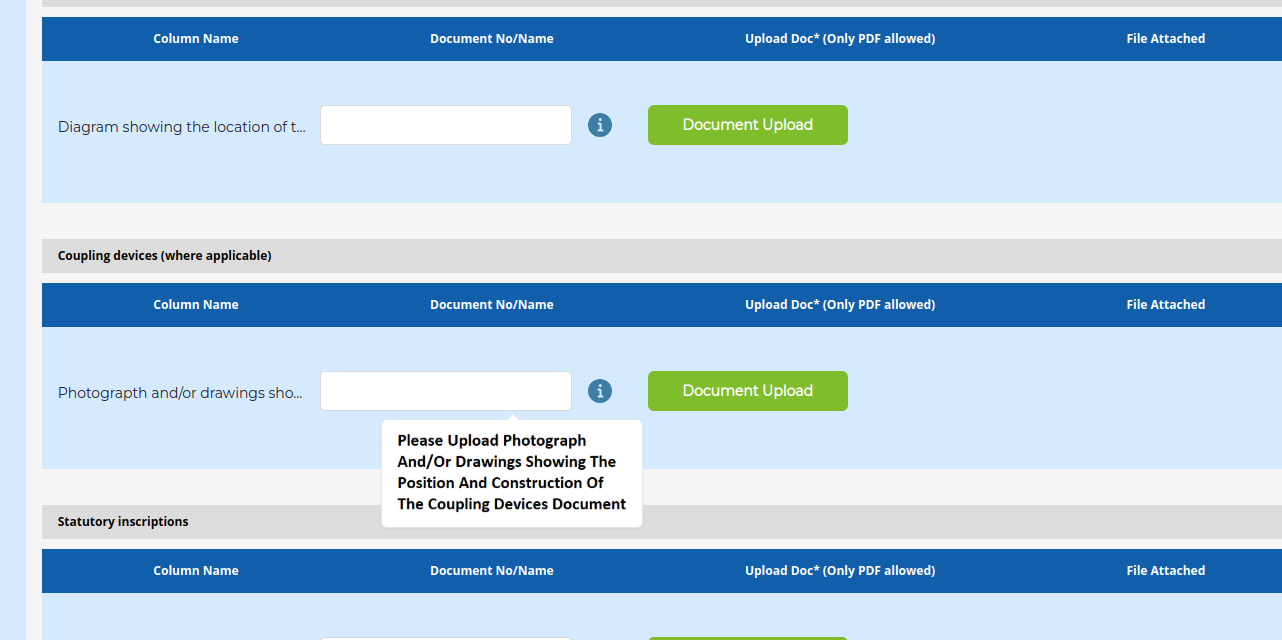 Column Name Document No/Name Upload Doc* (Only PDF allowed) File Attached
Diagram showing the location of t... Document Upload
Coupling devices (where applicable)
Column Name Document No/Name Upload Doc* (Only PDF allowed) File Attached
Photograpth and/or drawings sho... Document Upload
Please Upload Photograph
And/Or Drawings Showing The
Position And Construction Of
The Coupling Devices Document
Statutory inscriptions
Column Name Document No/Name Upload Doc* (Only PDF allowed) File Attached